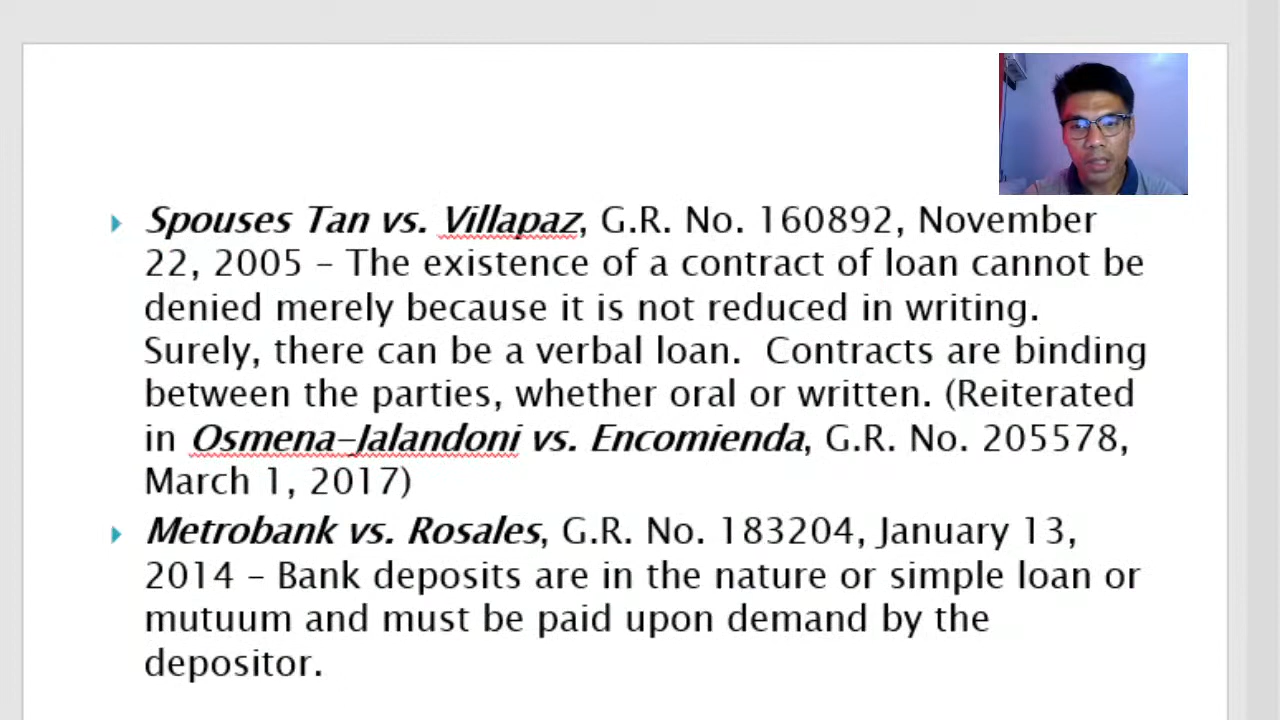 Spouses Tan vs. Villapaz, G.R. No. 160892, November
22, 2005 – The existence of a contract of loan cannot be
denied merely because it is not reduced in writing.
Surely, there can be a verbal loan.  Contracts are binding
between the parties, whether oral or written. (Reiterated
in Osmena-Jalandoni vs. Encomienda, G.R. No. 205578,
March 1, 2017)
Metrobank vs. Rosales, G.R. No. 183204, January 13,
2014 – Bank deposits are in the nature or simple loan or
mutuum and must be paid upon demand by the
depositor.